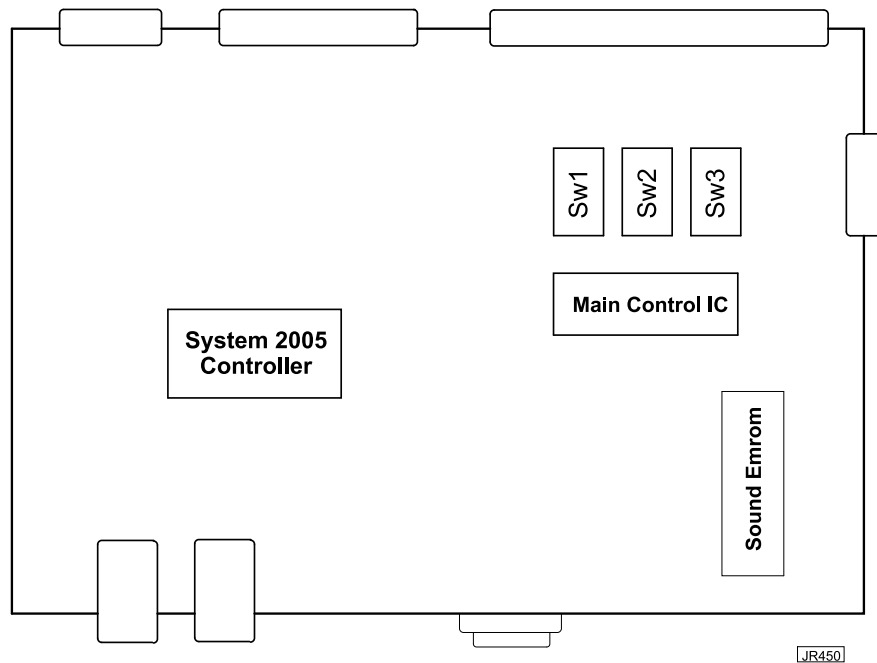 Sw1
Sw2
Sw3
Main Control IC
System 2005
Controller
Sound Emrom
JR450